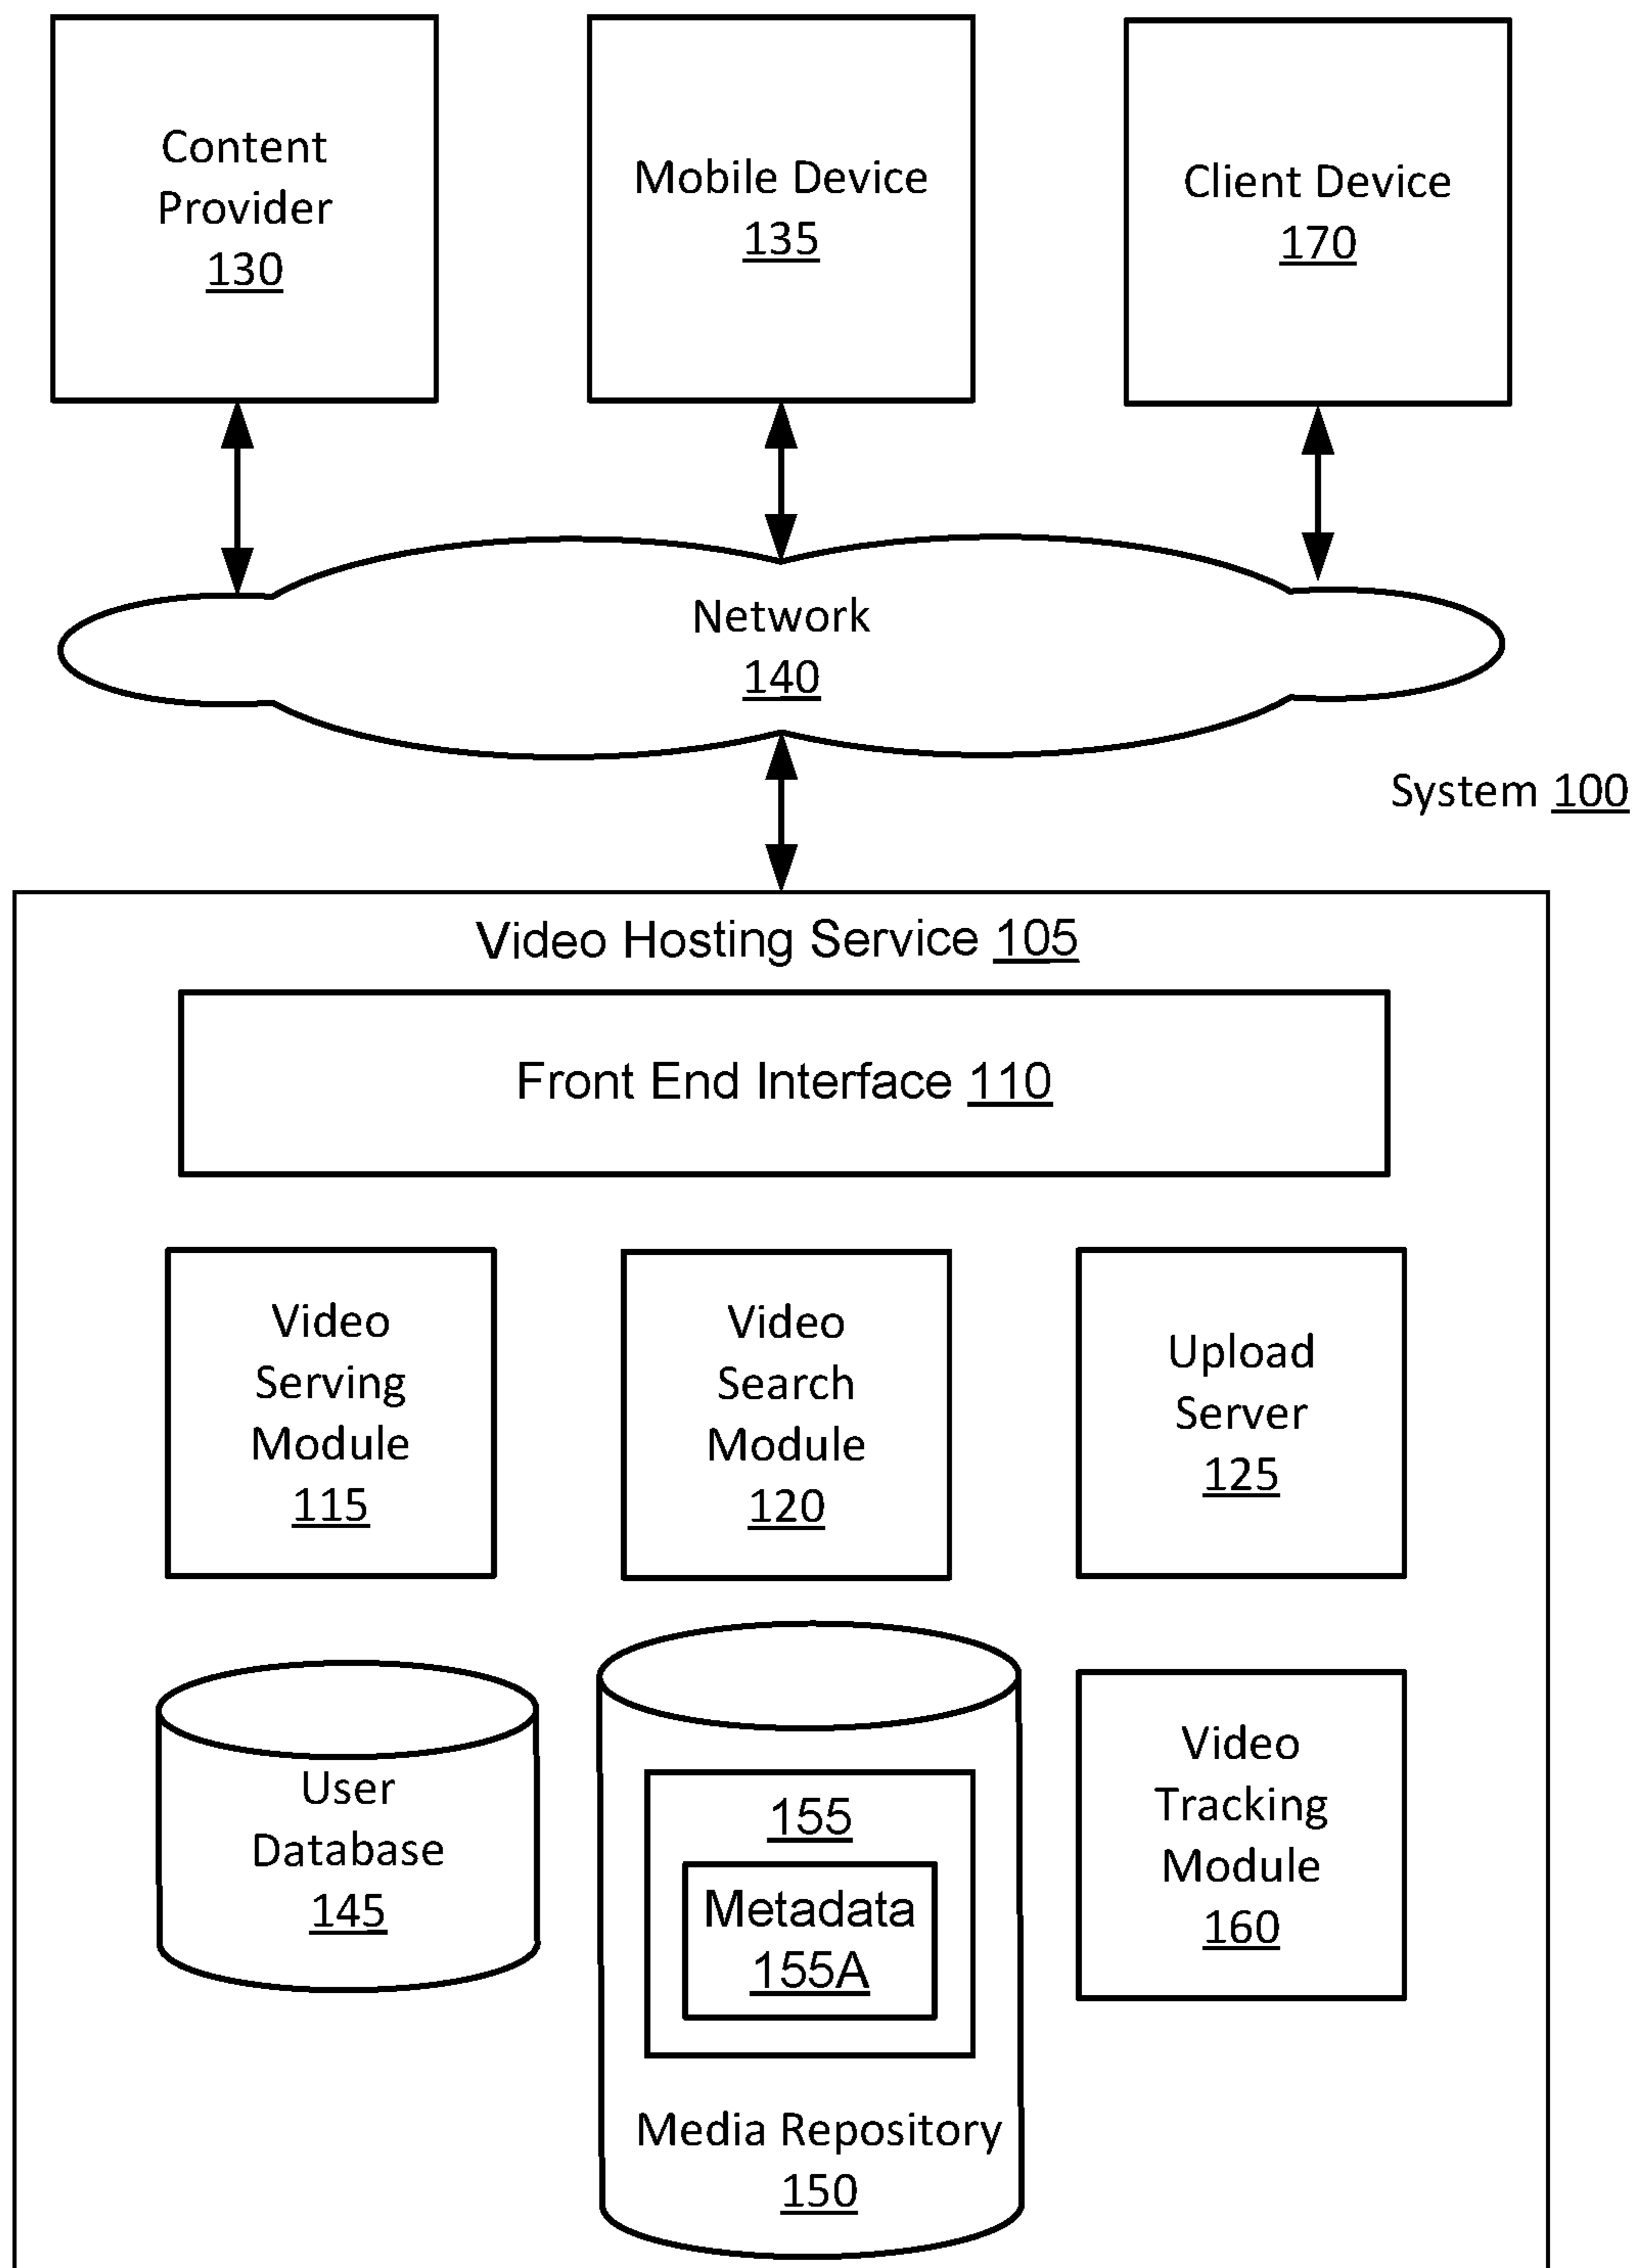 Content
Provider
130
Mobile Device
135
Client Device
170
Network
140
System 100
Video Hosting Service 105
Front End Interface 110
Video
Serving
Module
115
Video
Search
Module
120
Upload
Server
125
User
Database
145
155
Metadata
155A
Media Repository
150
Video
Tracking
Module
160